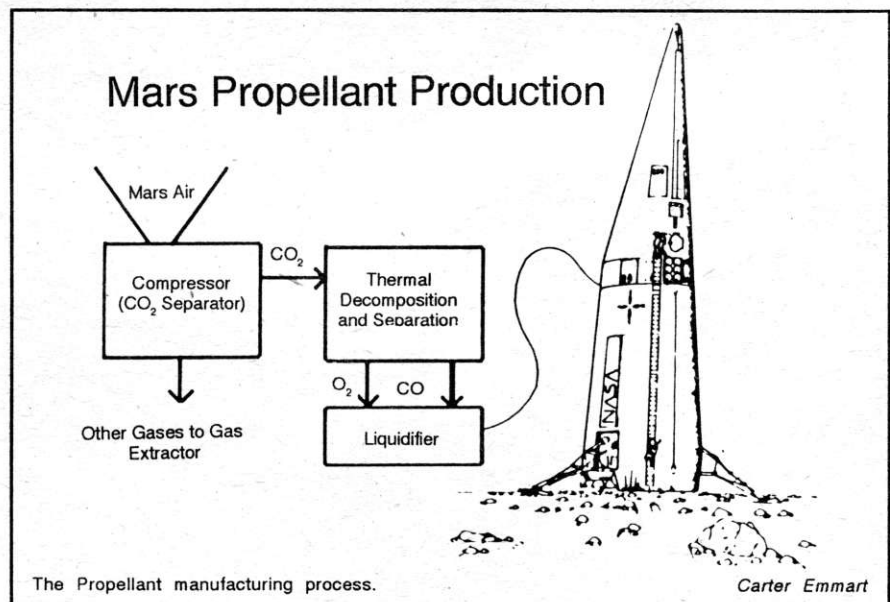 Mars Propellant Production
Mars Air
Compressor
(CO₂ Separator)
CO₂
Thermal
Decomposition
and Separation
O₂
CO
Liquidifier
Other Gases to Gas
Extractor
NASA
The Propellant manufacturing process.
Carter Emmart